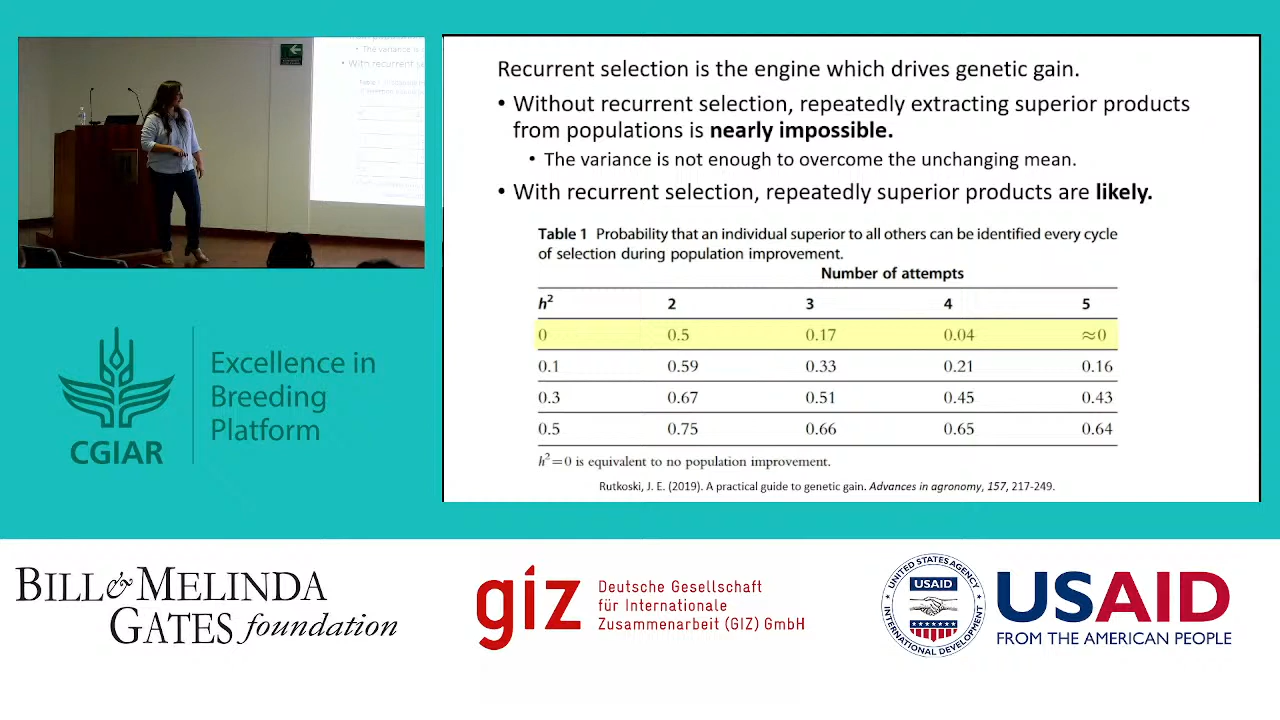 Recurrent selection is the engine which drives genetic gain.
• Without recurrent selection, repeatedly extracting superior products
from populations is nearly impossible.
• The variance is not enough to overcome the unchanging mean.
• With recurrent selection, repeatedly superior products are likely.
Table 1 Probability that an individual superior to all others can be identified every cycle
of selection during population improvement.
Number of attempts
h² 2 3 4 5
0 0.5 0.17 0.04 ≈0
0.1 0.59 0.33 0.21 0.16
0.3 0.67 0.51 0.45 0.43
0.5 0.75 0.66 0.65 0.64
h²=0 is equivalent to no population improvement.
Rutkoski, J. E. (2019). A practical guide to genetic gain. Advances in agronomy, 157, 217-249.
• The variance is
• With recurrent se
CGIAR
Excellence in
Breeding
Platform
BILL & MELINDA
GATES foundation
giz
Deutsche Gesellschaft
für Internationale
Zusammenarbeit (GIZ) GmbH
UNITED STATES AGENCY
USAID
INTERNATIONAL DEVELOPMENT
USAID
FROM THE AMERICAN PEOPLE